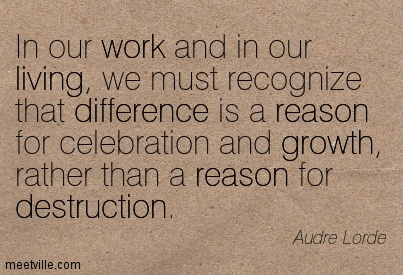 In our work and in our
living, we must recognize
that difference is a reason
for celebration and growth,
rather than a reason for
destruction.
Audre Lorde
meetville.com